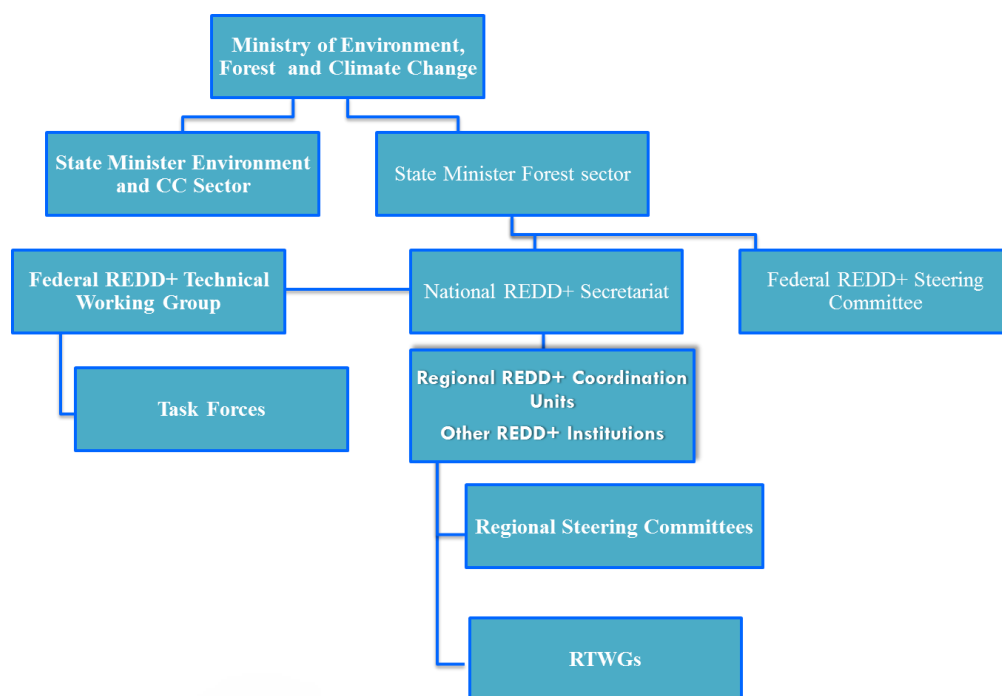 Ministry of Environment,
Forest and Climate Change
State Minister Environment
and CC Sector
State Minister Forest sector
Federal REDD+ Technical
Working Group
National REDD+ Secretariat
Federal REDD+ Steering
Committee
Regional REDD+ Coordination
Units
Other REDD+ Institutions
Task Forces
Regional Steering Committees
RTWGs